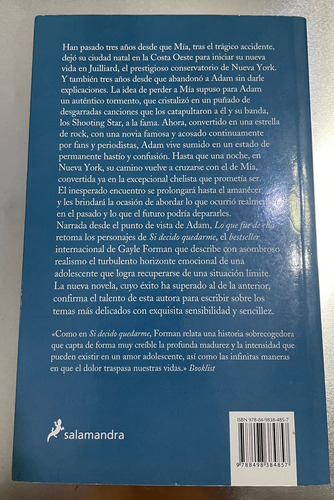 Han pasado tres años desde que Mía, tras el trágico accidente,
dejó su ciudad natal en la Costa Oeste para iniciar su nueva
vida en Juilliard, el prestigioso conservatorio de Nueva York.
Y también tres años desde que abandonó a Adam sin darle
explicaciones. La idea de perder a Mía supuso para Adam
un auténtico tormento, que cristalizó en un puñado de
desgarradas canciones que los catapultaron a él y su banda,
los Shooting Star, a la fama. Ahora, convertido en una estrella
de rock, con una novia famosa y acosado continuamente
por fans y periodistas, Adam vive sumido en un estado de
permanente hastío y confusión. Hasta que una noche, en
Nueva York, su camino vuelve a cruzarse con el de Mía,
convertida ya en la excepcional chelista que prometía ser.
El inesperado encuentro se prolongará hasta el amanecer
y les brindará la ocasión de abordar lo que ocurrió realmente
en el pasado y lo que el futuro podría depararles.
Narrada desde el punto de vista de Adam, Lo que fue de ella
retoma los personajes de Si decido quedarme, el bestseller
internacional de Gayle Forman que describe con asombroso
realismo el turbulento horizonte emocional de una
adolescente que logra recuperarse de una situación límite.
La nueva novela, cuyo éxito ha superado al de la anterior,
confirma el talento de esta autora para escribir sobre los
temas más delicados con exquisita sensibilidad y sencillez.
«Como en Si decido quedarme, Forman relata una historia sobrecogedora
que capta de forma muy creíble la profunda madurez y la intensidad que
pueden existir en un amor adolescente, así como las infinitas maneras
en que el dolor traspasa nuestras vidas.» Booklist
salamandra
ISBN 978-84-9838-485-7
9 788498 384857